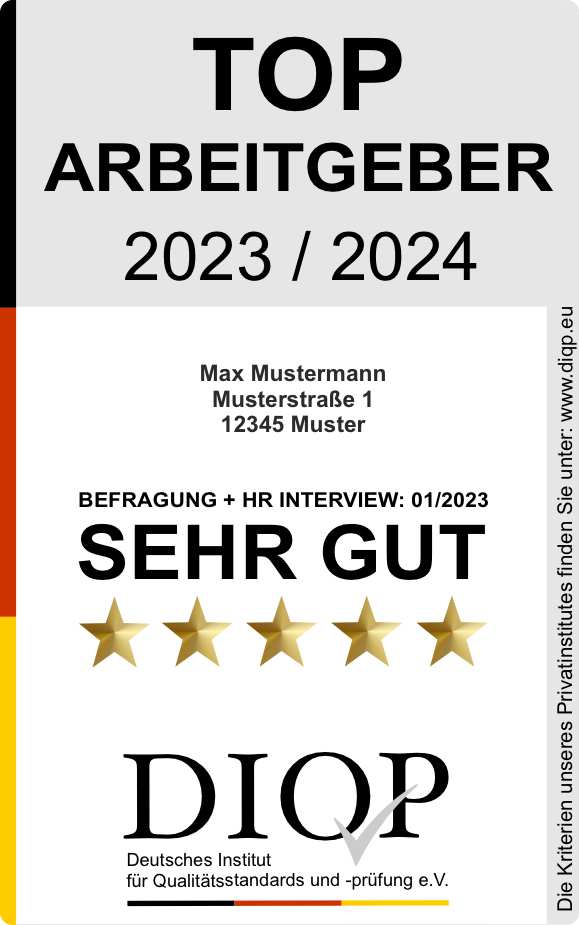 TOP
ARBEITGEBER
2023 / 2024
Max Mustermann
Musterstraße 1
12345 Muster
BEFRAGUNG + HR INTERVIEW: 01/2023
SEHR GUT
DIQP
Deutsches Institut
für Qualitätsstandards und -prüfung e.V.
Die Kriterien unseres Privatinstitutes finden Sie unter: www.diqp.eu